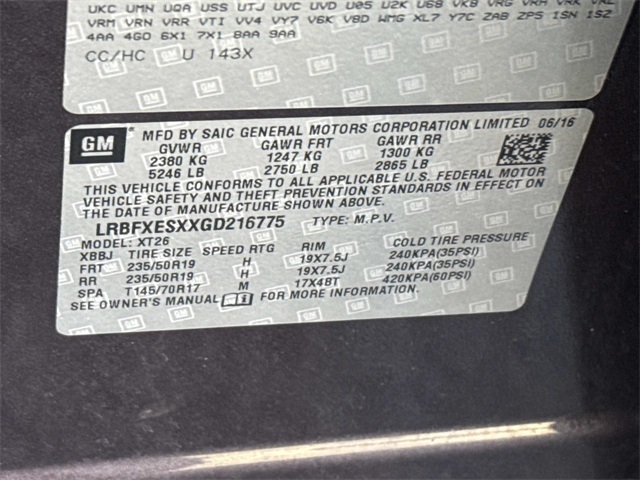 UKC UMN UQA USS UTJ UVC UVD U05 U2K U68 VK9 VRG VRH VRK VRL
VRM VRN VRR VTI VV4 VY7 V6K V8D WMG XL7 Y7C ZAB ZPS 1SN 1SZ
4AA 4GO 6X1 7X1 8AA 9AA
CC/HC U 143X
GM MFD BY SAIC GENERAL MOTORS CORPORATION LIMITED 06/16
GVWR GAWR FRT GAWR RR
2380 KG 1247 KG 1300 KG
5246 LB 2750 LB 2865 LB
THIS VEHICLE CONFORMS TO ALL APPLICABLE U.S. FEDERAL MOTOR
VEHICLE SAFETY AND THEFT PREVENTION STANDARDS IN EFFECT ON
THE DATE OF MANUFACTURE SHOWN ABOVE.
LRBFXESXXGD216775 TYPE: M.P.V.
MODEL: XT26
XBBJ TIRE SIZE SPEED RTG RIM COLD TIRE PRESSURE
FRT 235/50R19 H 19X7.5J 240KPA(35PSI)
RR 235/50R19 H 19X7.5J 240KPA(35PSI)
SPA T145/70R17 M 17X4BT 420KPA(60PSI)
SEE OWNER'S MANUAL FOR MORE INFORMATION.